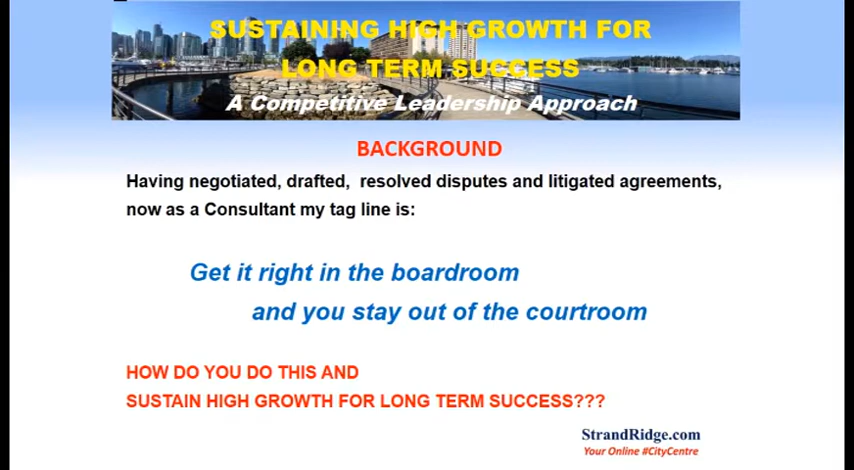 SUSTAINING HIGH GROWTH FOR
LONG TERM SUCCESS
A Competitive Leadership Approach
BACKGROUND
Having negotiated, drafted, resolved disputes and litigated agreements,
now as a Consultant my tag line is:
Get it right in the boardroom
and you stay out of the courtroom
HOW DO YOU DO THIS AND
SUSTAIN HIGH GROWTH FOR LONG TERM SUCCESS???
StrandRidge.com
Your Online #CityCentre